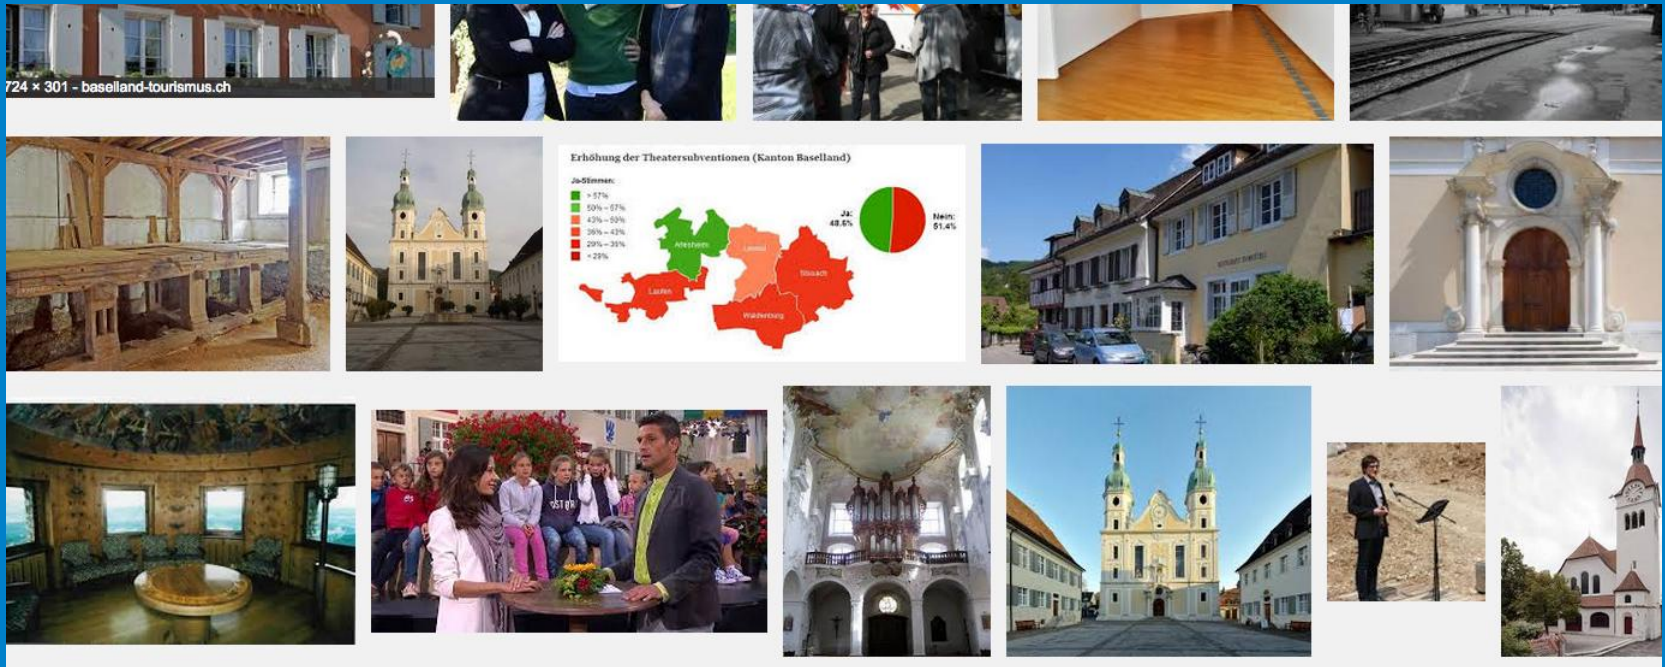 724 × 301 - baselland-tourismus.ch
Erhöhung der Theatersubventionen (Kanton Baselland)
Ja-Stimmen:
> 57%
50% – 57%
43% – 50%
36% – 43%
29% – 36%
< 29%
Ja:
48.6%
Nein:
51.4%
Arlesheim
Liestal
Sissach
Laufen
Waldenburg